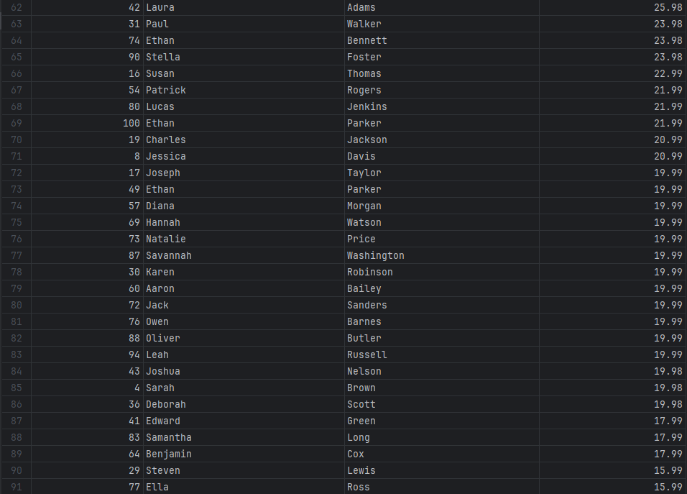 62 42 Laura Adams 25.98
63 31 Paul Walker 23.98
64 74 Ethan Bennett 23.98
65 90 Stella Foster 23.98
66 16 Susan Thomas 22.99
67 54 Patrick Rogers 21.99
68 80 Lucas Jenkins 21.99
69 100 Ethan Parker 21.99
70 19 Charles Jackson 20.99
71 8 Jessica Davis 20.99
72 17 Joseph Taylor 19.99
73 49 Ethan Parker 19.99
74 57 Diana Morgan 19.99
75 69 Hannah Watson 19.99
76 73 Natalie Price 19.99
77 87 Savannah Washington 19.99
78 30 Karen Robinson 19.99
79 60 Aaron Bailey 19.99
80 72 Jack Sanders 19.99
81 76 Owen Barnes 19.99
82 88 Oliver Butler 19.99
83 94 Leah Russell 19.99
84 43 Joshua Nelson 19.98
85 4 Sarah Brown 19.98
86 36 Deborah Scott 19.98
87 41 Edward Green 17.99
88 83 Samantha Long 17.99
89 64 Benjamin Cox 17.99
90 29 Steven Lewis 15.99
91 77 Ella Ross 15.99